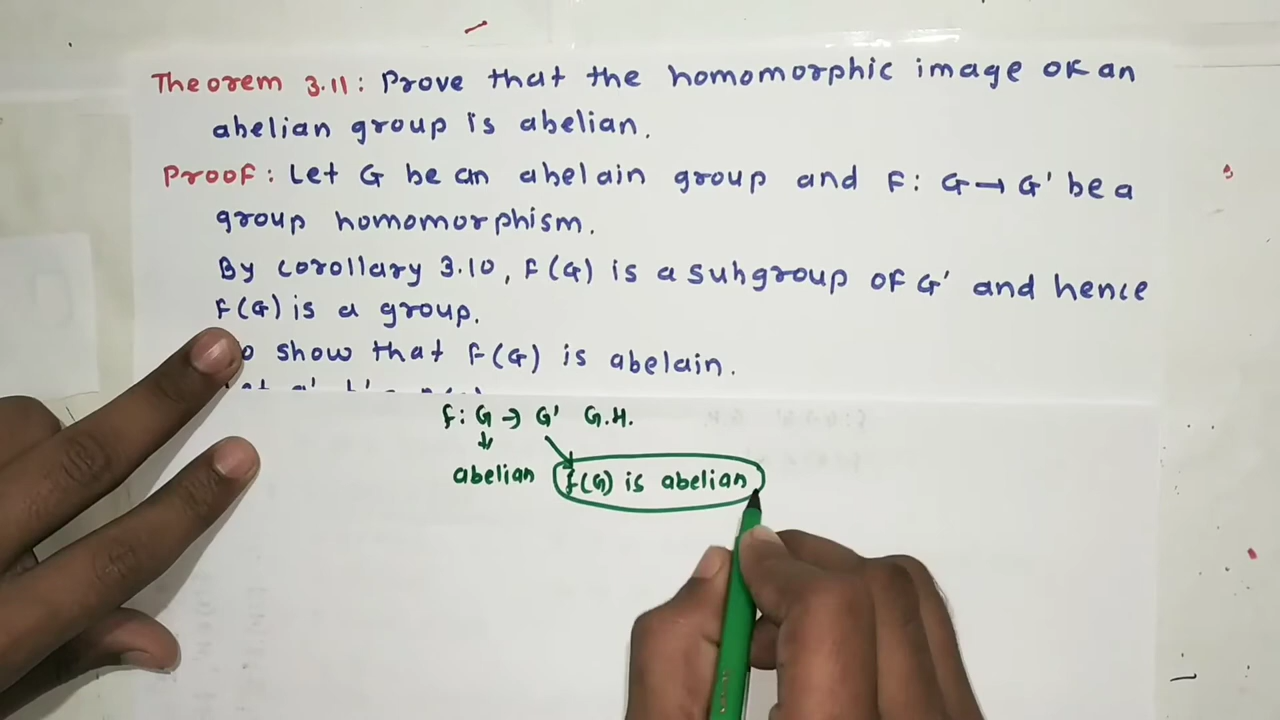 Theorem 3.11: Prove that the homomorphic image of an
abelian group is abelian.
Proof: Let G be an abelain group and f: G → G' be a
group homomorphism.
By corollary 3.10, f(G) is a subgroup of G' and hence
f(G) is a group.
show that f(G) is abelain.
f: G → G' G.H.
abelian f(G) is abelian